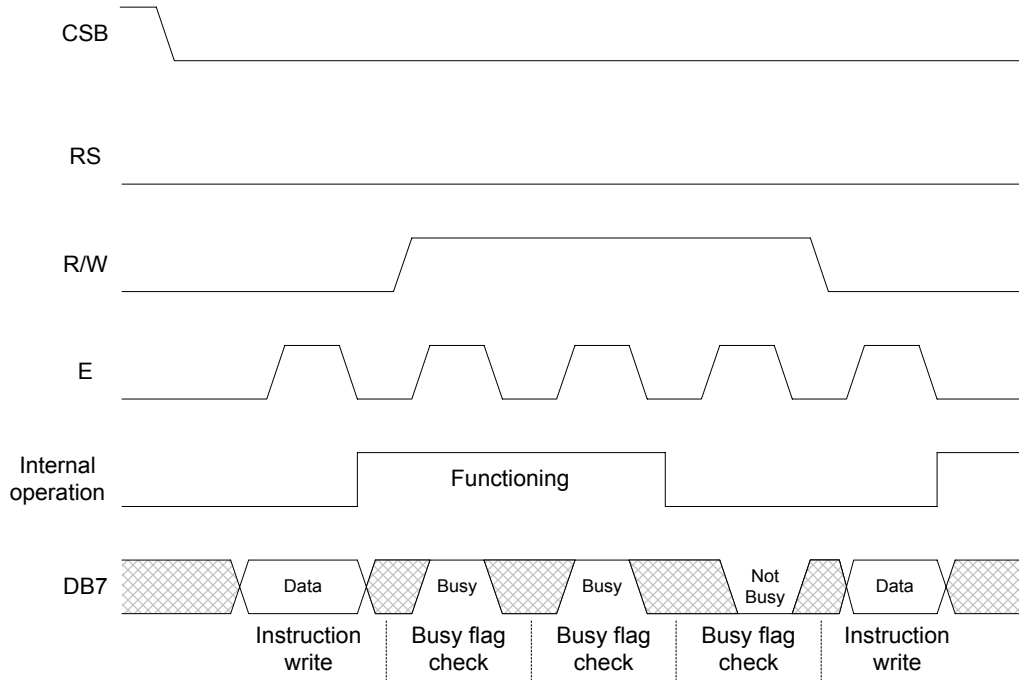 CSB
RS
R/W
E
Internal
operation
Functioning
DB7
Data
Busy
Busy
Not
Busy
Data
Instruction
write
Busy flag
check
Busy flag
check
Busy flag
check
Instruction
write